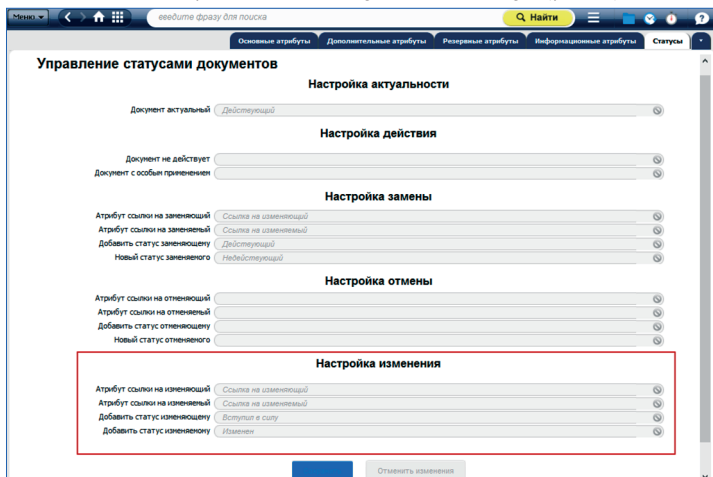 Меню
введите фразу для поиска
Найти
Основные атрибуты Дополнительные атрибуты Резервные атрибуты Информационные атрибуты Статусы
Управление статусами документов
Настройка актуальности
Документ актуальный Действующий
Настройка действия
Документ не действует
Документ с особым применением
Настройка замены
Атрибут ссылки на заменяющий Ссылка на изменяющий
Атрибут ссылки на заменяемый Ссылка на изменяемый
Добавить статус заменяющему Действующий
Новый статус заменяемого Недействующий
Настройка отмены
Атрибут ссылки на отменяющий
Атрибут ссылки на отменяемый
Добавить статус отменяющему
Новый статус отменяемого
Настройка изменения
Атрибут ссылки на изменяющий Ссылка на изменяющий
Атрибут ссылки на изменяемый Ссылка на изменяемый
Добавить статус изменяющему Вступил в силу
Добавить статус изменяемому Изменен
Отменить изменения